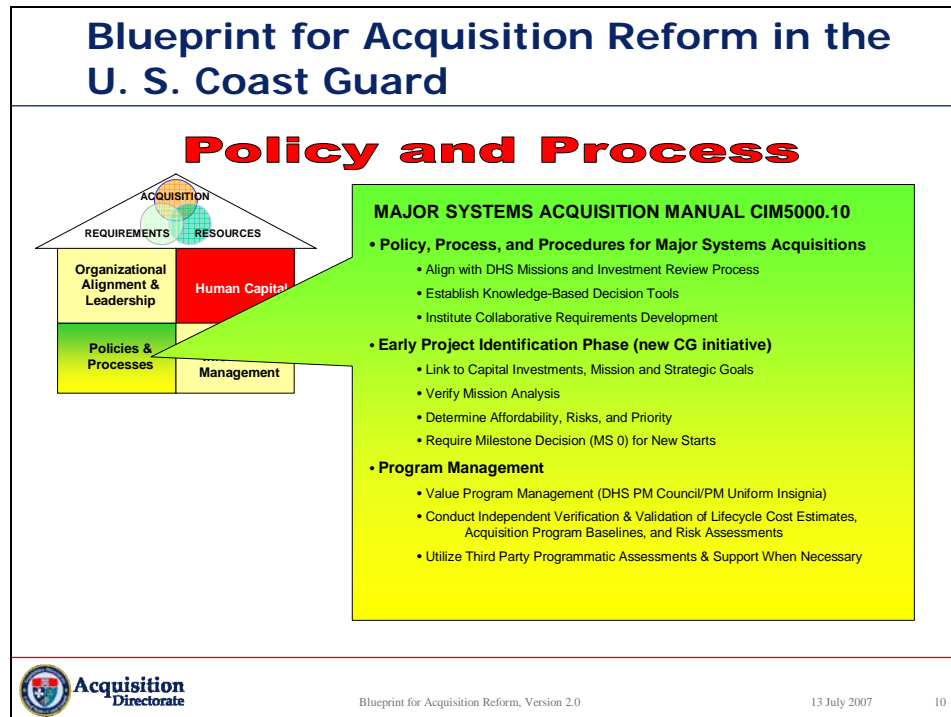 Blueprint for Acquisition Reform in the
U. S. Coast Guard
Policy and Process
ACQUISITION
REQUIREMENTS
RESOURCES
Organizational
Alignment &
Leadership
Human Capital
Policies &
Processes
Management
MAJOR SYSTEMS ACQUISITION MANUAL CIM5000.10
• Policy, Process, and Procedures for Major Systems Acquisitions
• Align with DHS Missions and Investment Review Process
• Establish Knowledge-Based Decision Tools
• Institute Collaborative Requirements Development
• Early Project Identification Phase (new CG initiative)
• Link to Capital Investments, Mission and Strategic Goals
• Verify Mission Analysis
• Determine Affordability, Risks, and Priority
• Require Milestone Decision (MS 0) for New Starts
• Program Management
• Value Program Management (DHS PM Council/PM Uniform Insignia)
• Conduct Independent Verification & Validation of Lifecycle Cost Estimates,
Acquisition Program Baselines, and Risk Assessments
• Utilize Third Party Programmatic Assessments & Support When Necessary
Acquisition
Directorate
Blueprint for Acquisition Reform, Version 2.0
13 July 2007
10